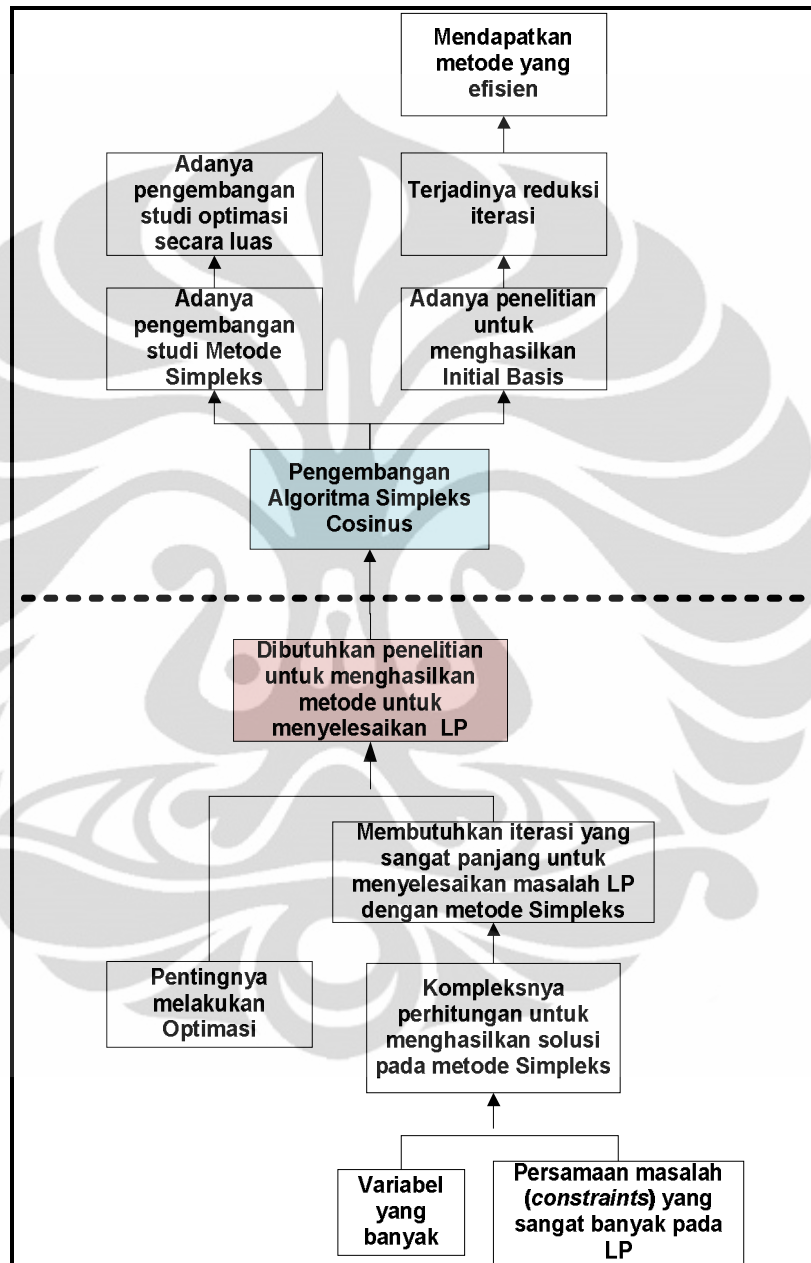 Mendapatkan
metode yang
efisien
Adanya
pengembangan
studi optimasi
secara luas
Terjadinya reduksi
iterasi
Adanya
pengembangan
studi Metode
Simpleks
Adanya penelitian
untuk
menghasilkan
Initial Basis
Pengembangan
Algoritma Simpleks
Cosinus
Dibutuhkan penelitian
untuk menghasilkan
metode untuk
menyelesaikan LP
Membutuhkan iterasi yang
sangat panjang untuk
menyelesaikan masalah LP
dengan metode Simpleks
Pentingnya
melakukan
Optimasi
Kompleksnya
perhitungan untuk
menghasilkan solusi
pada metode Simpleks
Variabel
yang
banyak
Persamaan masalah
(constraints) yang
sangat banyak pada
LP